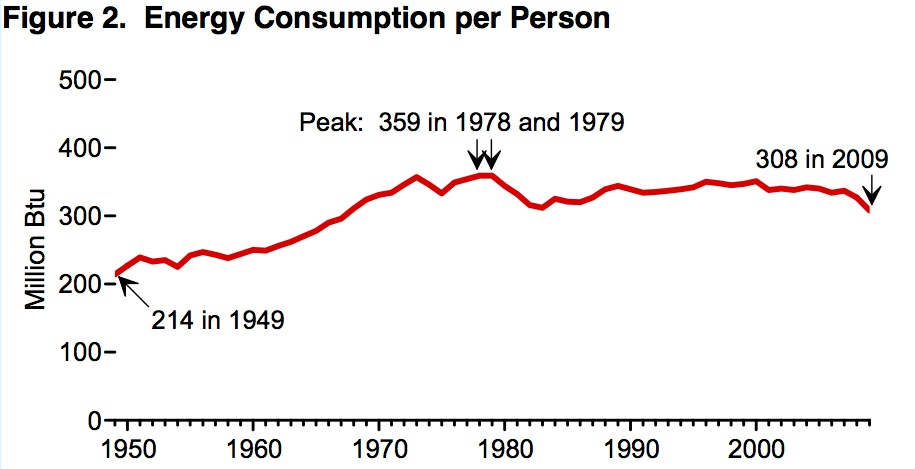 Figure 2. Energy Consumption per Person
500
Peak: 359 in 1978 and 1979
400
308 in 2009
300
Million Btu
200
214 in 1949
100
0
1950 1960 1970 1980 1990 2000